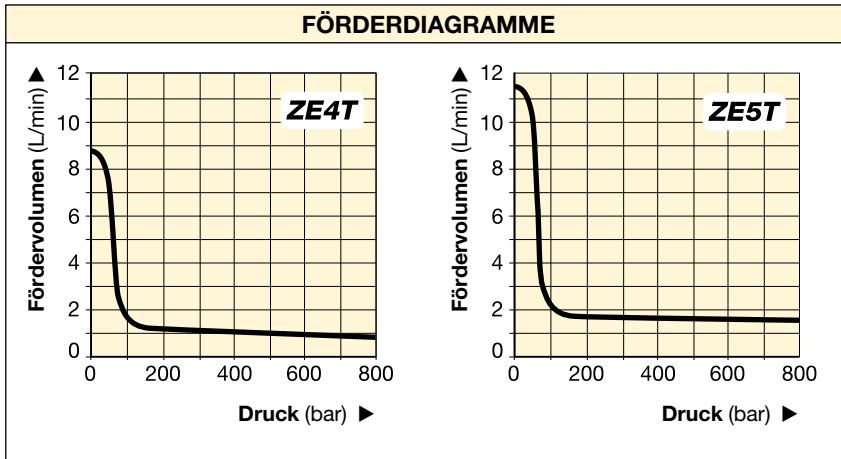 FÖRDERDIAGRAMME
Fördervolumen (L/min) ▲
12
10
8
6
4
2
0
ZE4T
0 200 400 600 800
Druck (bar) ►
Fördervolumen (L/min) ▲
12
10
8
6
4
2
0
ZE5T
0 200 400 600 800
Druck (bar) ►